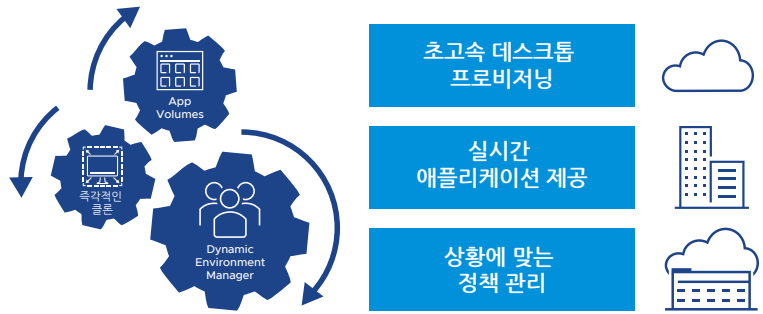 App
Volumes
즉각적인
클론
Dynamic
Environment
Manager
초고속 데스크톱
프로비저닝
실시간
애플리케이션 제공
상황에 맞는
정책 관리